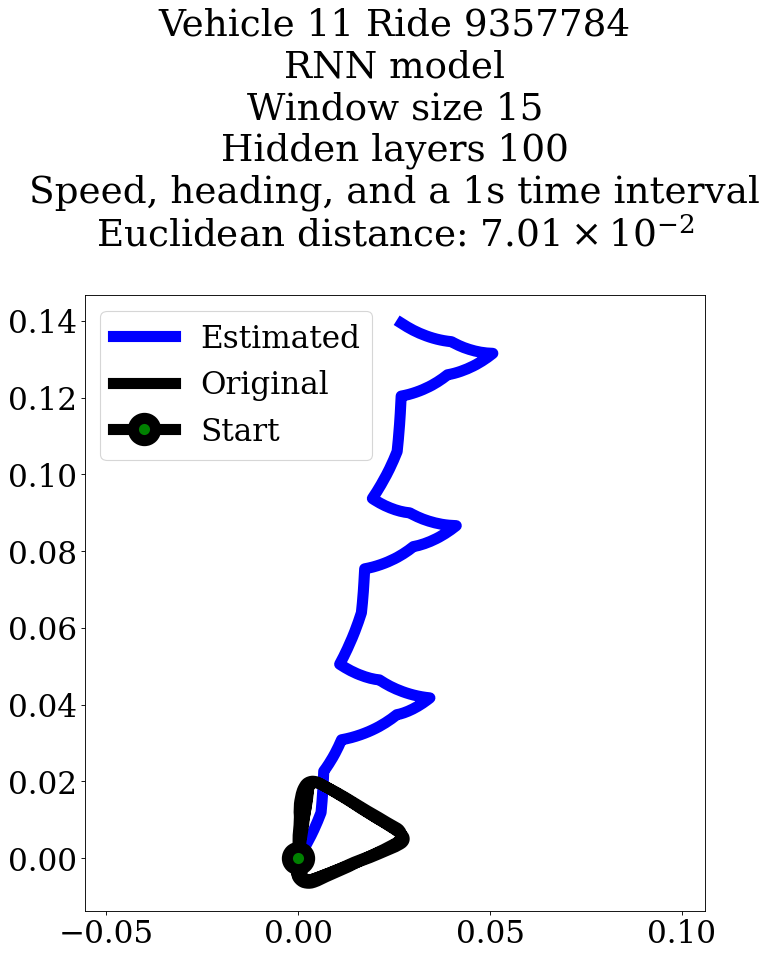 Vehicle 11 Ride 9357784
RNN model
Window size 15
Hidden layers 100
Speed, heading, and a 1s time interval
Euclidean distance: 7.01 × 10⁻²
Estimated
Original
Start
0.14
0.12
0.10
0.08
0.06
0.04
0.02
0.00
−0.05 0.00 0.05 0.10